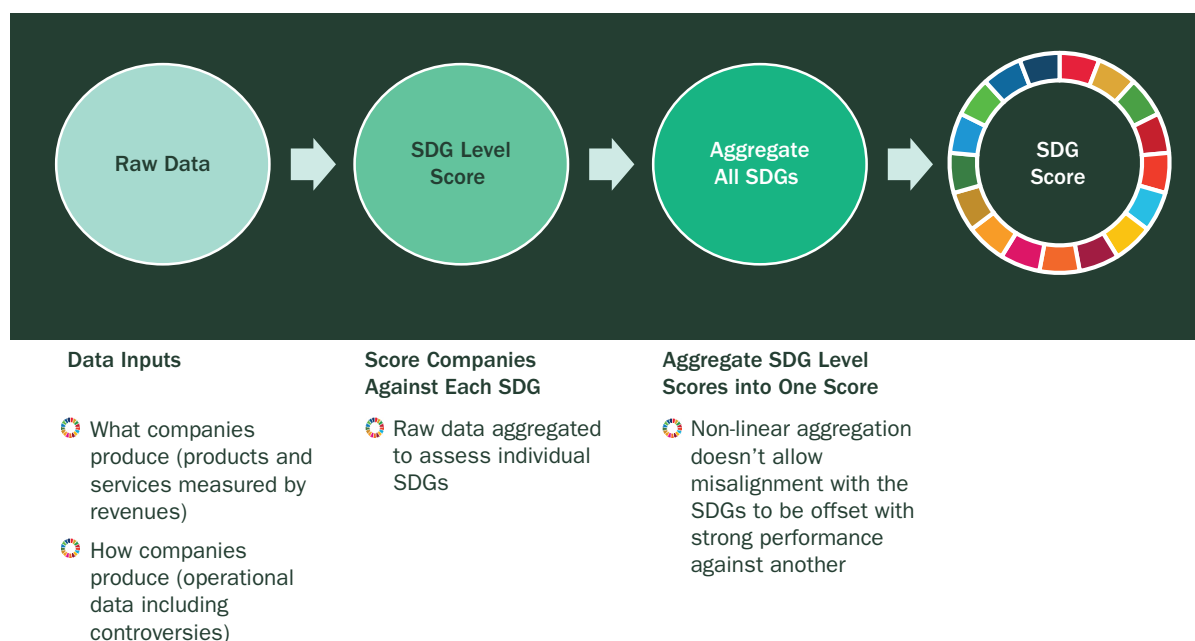 Raw Data
SDG Level
Score
Aggregate
All SDGs
SDG
Score
Data Inputs
What companies
produce (products and
services measured by
revenues)
How companies
produce (operational
data including
controversies)
Score Companies
Against Each SDG
Raw data aggregated
to assess individual
SDGs
Aggregate SDG Level
Scores into One Score
Non-linear aggregation
doesn’t allow
misalignment with the
SDGs to be offset with
strong performance
against another